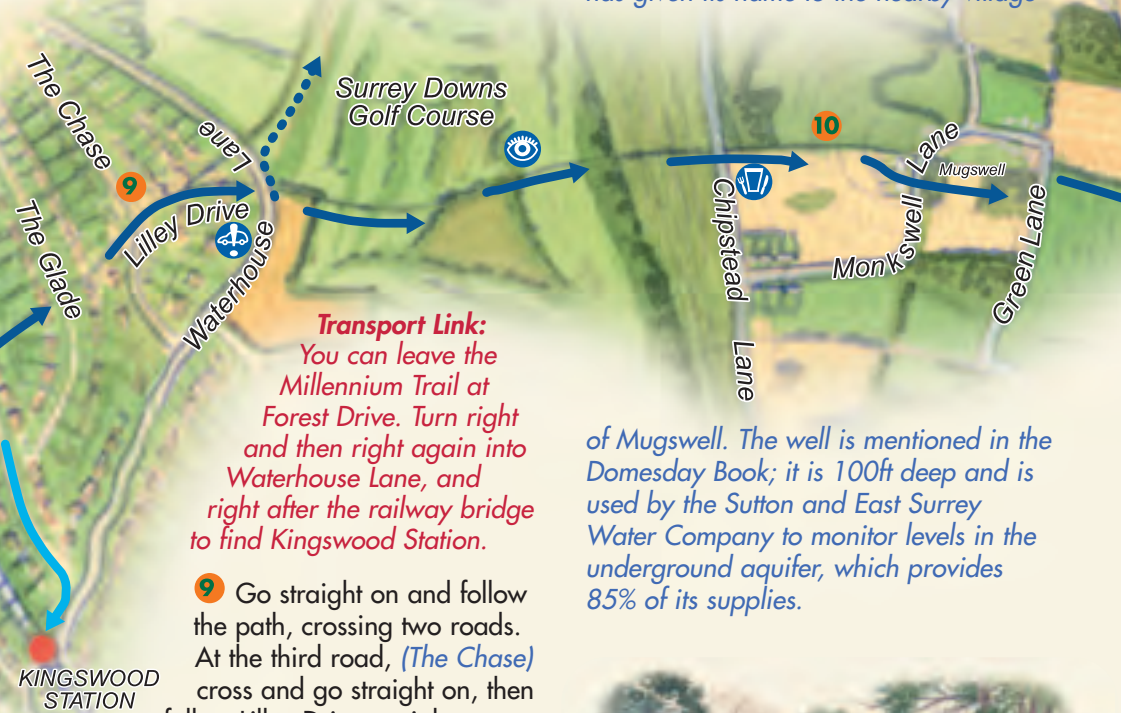 The Chase
Lane
Surrey Downs
Golf Course
9
Lilley Drive
The Glade
Waterhouse
10
Lane
Mugswell
Chipstead
Monkswell
Green Lane
Lane
Transport Link:
You can leave the
Millennium Trail at
Forest Drive. Turn right
and then right again into
Waterhouse Lane, and
right after the railway bridge
to find Kingswood Station.
9 Go straight on and follow
the path, crossing two roads.
At the third road, (The Chase)
cross and go straight on, then
KINGSWOOD
STATION
of Mugswell. The well is mentioned in the
Domesday Book; it is 100ft deep and is
used by the Sutton and East Surrey
Water Company to monitor levels in the
underground aquifer, which provides
85% of its supplies.